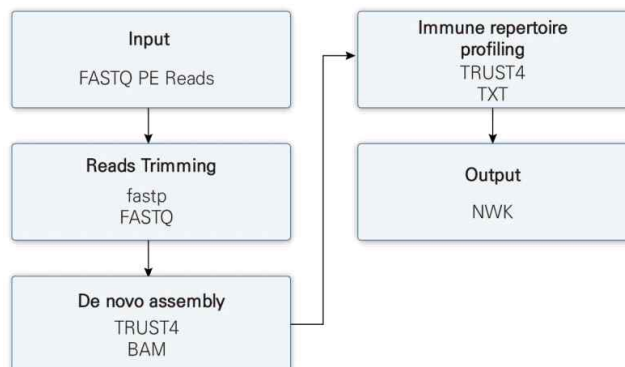 Input
FASTQ PE Reads
Reads Trimming
fastp
FASTQ
De novo assembly
TRUST4
BAM
Immune repertoire
profiling
TRUST4
TXT
Output
NWK